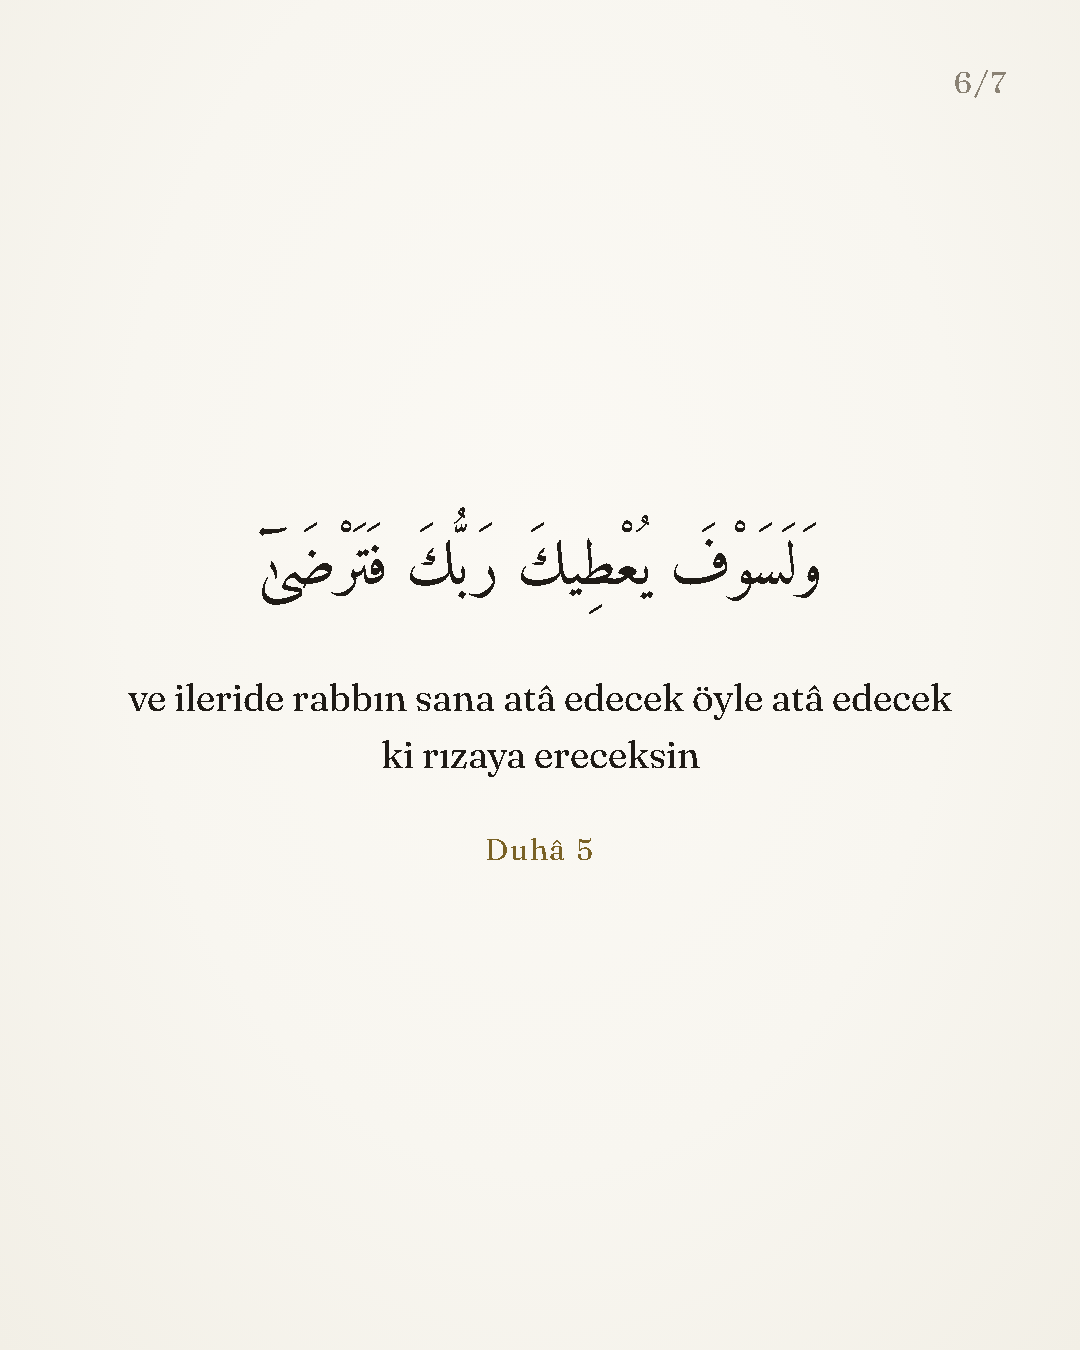 6/7
وَلَسَوْفَ يُعْطِيكَ رَبُّكَ فَتَرْضَىٰٓ
ve ileride rabbın sana atâ edecek öyle atâ edecek
ki rızaya ereceksin
Duhâ 5